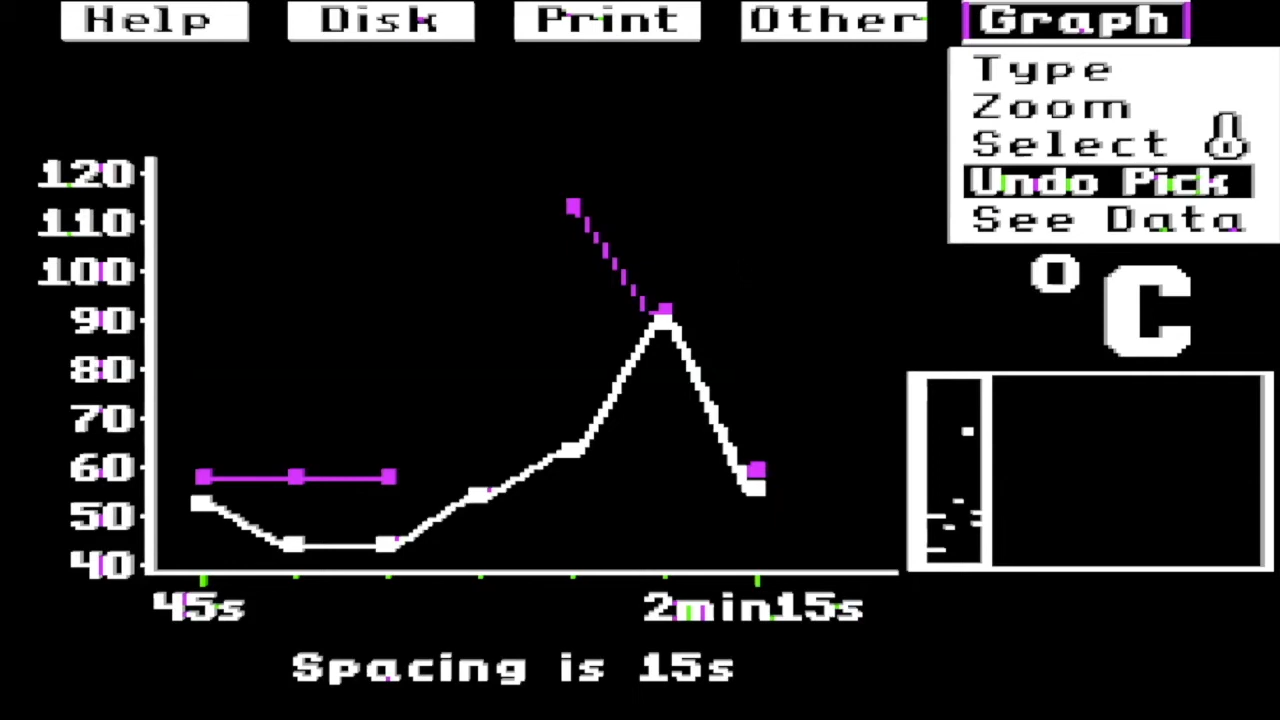 Help Disk Print Other Graph
Type
Zoom
Select
Undo Pick
See Data
°C
120
110
100
90
80
70
60
50
40
45s 2min15s
Spacing is 15s